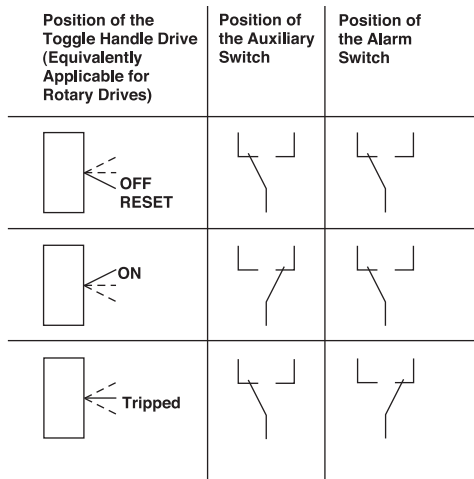 Position of the
Toggle Handle Drive
(Equivalently
Applicable for
Rotary Drives)
Position of
the Auxiliary
Switch
Position of
the Alarm
Switch
OFF
RESET
ON
Tripped